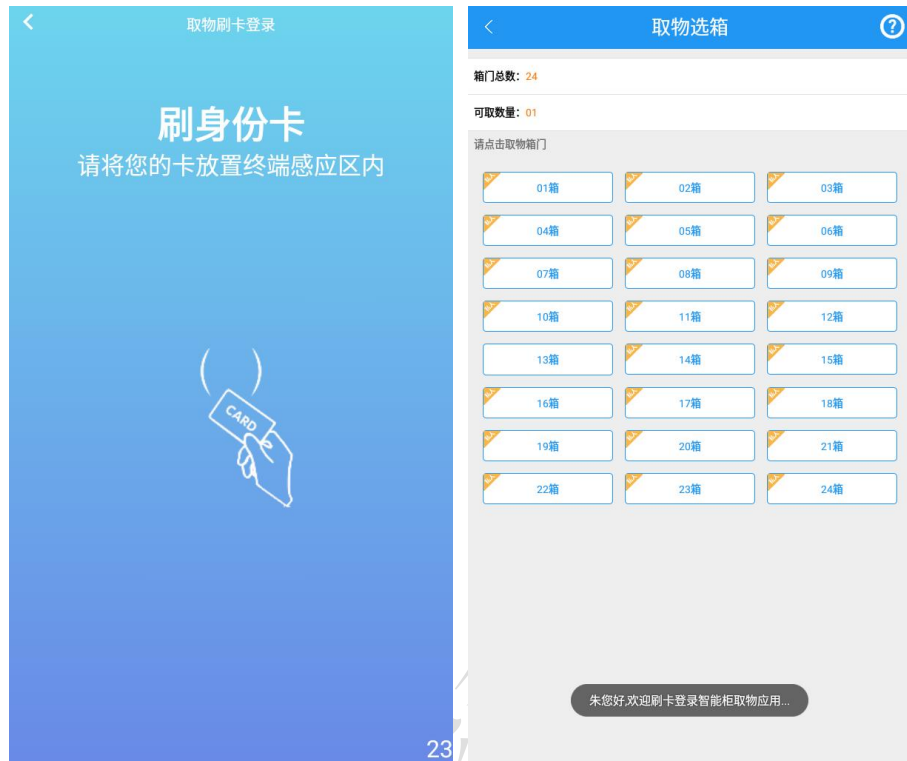 取物刷卡登录
刷身份卡
请将您的卡放置终端感应区内
CARD
23
取物选箱
?
箱门总数：24
可取数量：01
请点击取物箱门
01箱 02箱 03箱
04箱 05箱 06箱
07箱 08箱 09箱
10箱 11箱 12箱
13箱 14箱 15箱
16箱 17箱 18箱
19箱 20箱 21箱
22箱 23箱 24箱
朱您好,欢迎刷卡登录智能柜取物应用...